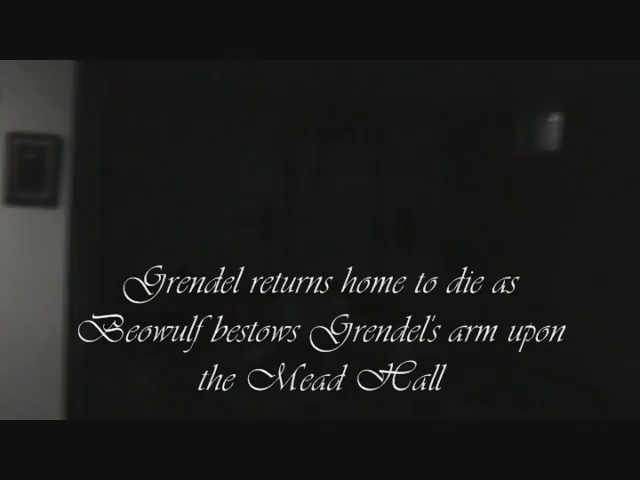 Grendel returns home to die as
Beowulf bestows Grendel's arm upon
the Mead Hall